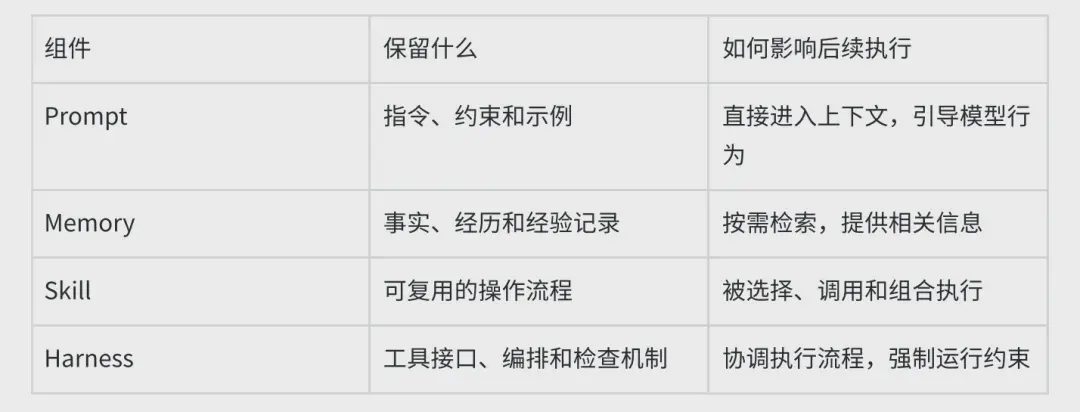 组件 保留什么 如何影响后续执行
Prompt 指令、约束和示例 直接进入上下文，引导模型行
为
Memory 事实、经历和经验记录 按需检索，提供相关信息
Skill 可复用的操作流程 被选择、调用和组合执行
Harness 工具接口、编排和检查机制 协调执行流程，强制运行约束